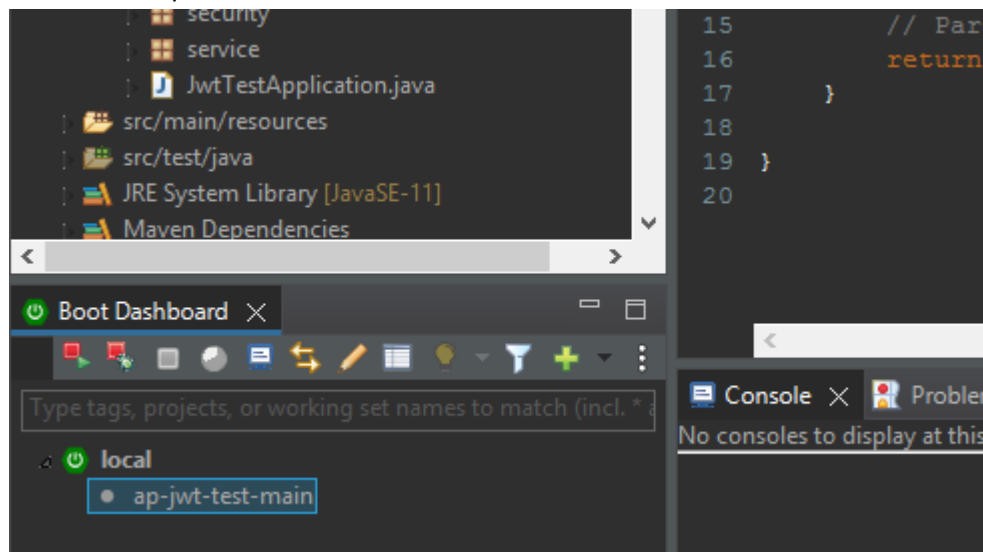 security
service
JwtTestApplication.java
src/main/resources
src/test/java
JRE System Library [JavaSE-11]
Maven Dependencies
15 // Par
16 return
17 }
18
19 }
20
Boot Dashboard
Type tags, projects, or working set names to match (incl. * a
local
ap-jwt-test-main
Console Problem
No consoles to display at this